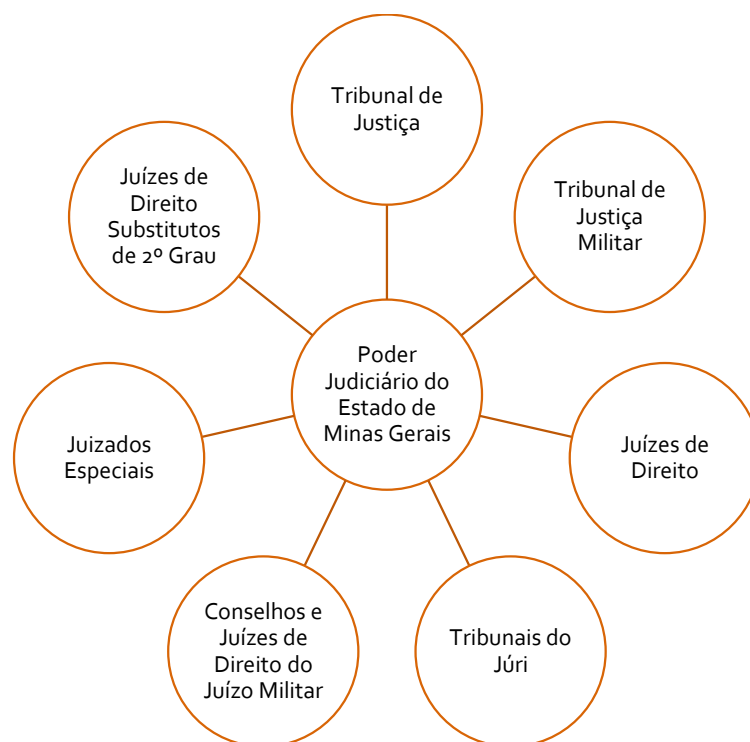 Tribunal de
Justiça
Tribunal de
Justiça
Militar
Juízes de
Direito
Tribunais do
Júri
Conselhos e
Juízes de
Direito do
Juízo Militar
Juizados
Especiais
Juízes de
Direito
Substitutos
de 2º Grau
Poder
Judiciário do
Estado de
Minas Gerais